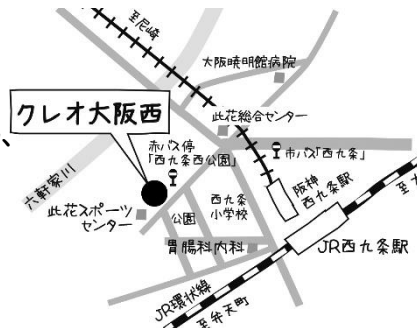 至尼崎
大阪暁明館病院
クレオ大阪西
此花総合センター
赤バス停
「西九条西公園」
市バス「西九条」
六軒家川
阪神
西九条駅
至大
此花スポーツ
センター
公園
西九条
小学校
胃腸科内科
JR西九条駅
JR環状線
至弁天町